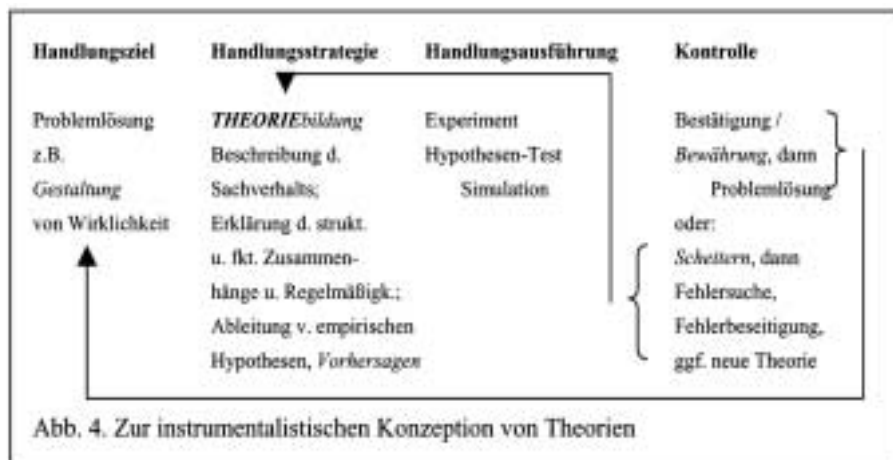 Handlungsziel Handlungsstrategie Handlungsausführung Kontrolle
Problemlösung THEORIEbildung Experiment Bestätigung /
z.B. Beschreibung d. Hypothesen-Test Bewährung, dann
Gestaltung Sachverhalts; Simulation Problemlösung
von Wirklichkeit Erklärung d. strukt. oder:
u. fkt. Zusammen- Scheitern, dann
hänge u. Regelmäßigk.; Fehlersuche,
Ableitung v. empirischen Fehlerbeseitigung,
Hypothesen, Vorhersagen ggf. neue Theorie
Abb. 4. Zur instrumentalistischen Konzeption von Theorien